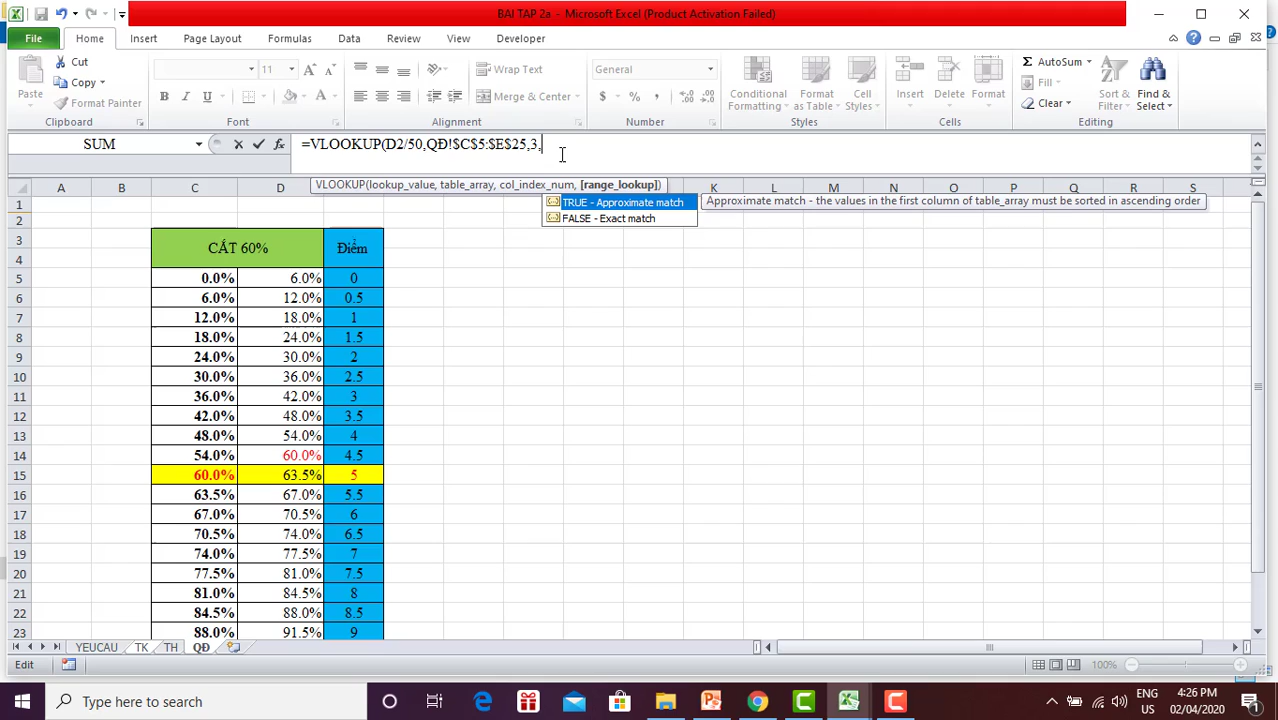 BAI TAP 2a - Microsoft Excel (Product Activation Failed)
File Home Insert Page Layout Formulas Data Review View Developer
Paste
Cut
Copy
Format Painter
Clipboard
11 A A
B I U A
Font
Wrap Text
Merge & Center
Alignment
General
$ % ,
Number
Conditional Formatting
Format as Table
Cell Styles
Styles
Insert
Delete
Format
Cells
Σ AutoSum
Fill
Clear
Sort & Filter
Find & Select
Editing
SUM fx =VLOOKUP(D2/50,QĐ!$C$5:$E$25,3,
VLOOKUP(lookup_value, table_array, col_index_num, [range_lookup])
A B C D K L M N O P Q R S
TRUE - Approximate match
Approximate match - the values in the first column of table_array must be sorted in ascending order
FALSE - Exact match
1
2
3
CẮT 60% Điểm
4
5 0.0% 6.0% 0
6 6.0% 12.0% 0.5
7 12.0% 18.0% 1
8 18.0% 24.0% 1.5
9 24.0% 30.0% 2
10 30.0% 36.0% 2.5
11 36.0% 42.0% 3
12 42.0% 48.0% 3.5
13 48.0% 54.0% 4
14 54.0% 60.0% 4.5
15 60.0% 63.5% 5
16 63.5% 67.0% 5.5
17 67.0% 70.5% 6
18 70.5% 74.0% 6.5
19 74.0% 77.5% 7
20 77.5% 81.0% 7.5
21 81.0% 84.5% 8
22 84.5% 88.0% 8.5
23 88.0% 91.5% 9
YEUCAU TK TH QĐ
Edit 100%
Type here to search
ENG 4:26 PM
US 02/04/2020